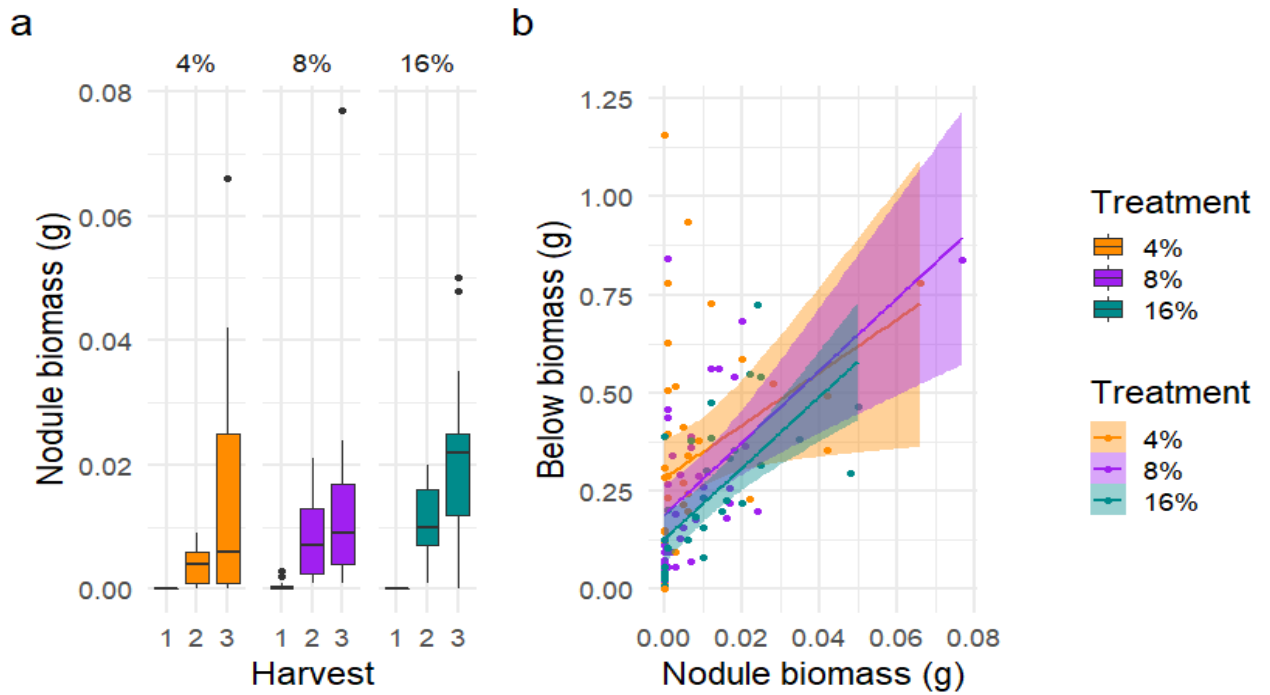 a
4% 8% 16%
0.08
0.06
0.04
0.02
0.00
Nodule biomass (g)
1 2 3 1 2 3 1 2 3
Harvest
b
1.25
1.00
0.75
0.50
0.25
0.00
Below biomass (g)
0.00 0.02 0.04 0.06 0.08
Nodule biomass (g)
Treatment
4%
8%
16%
Treatment
4%
8%
16%